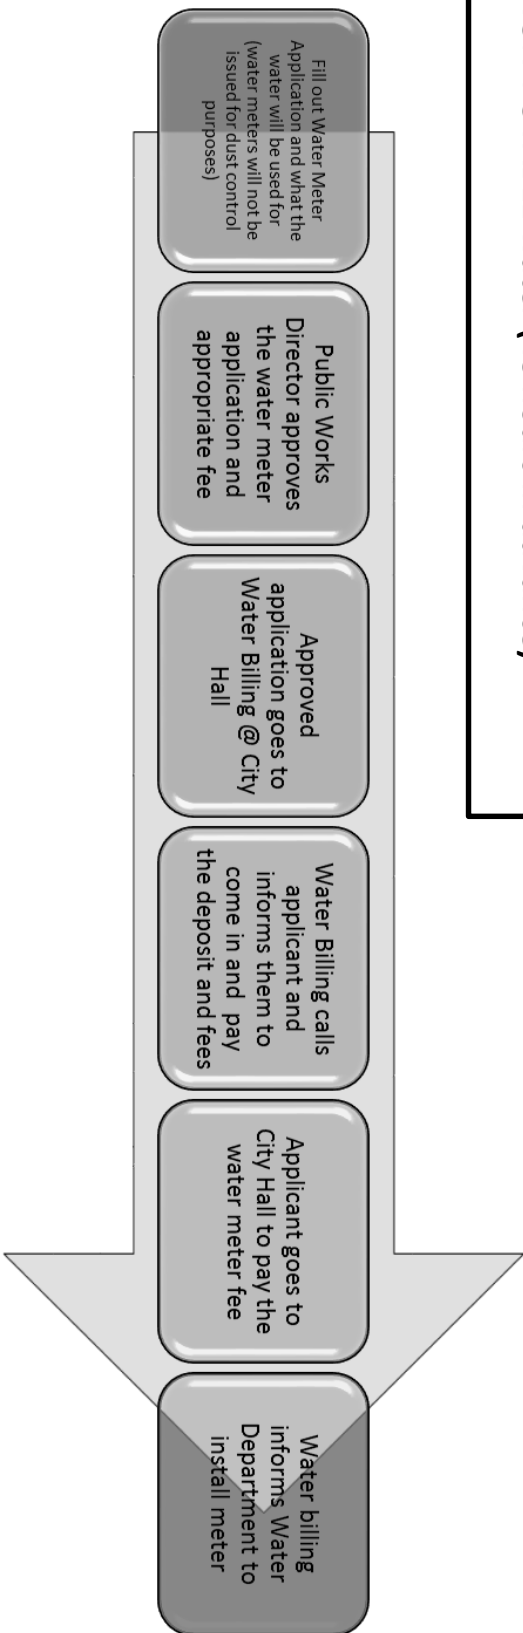 Fill out Water Meter
Application and what the
water will be used for
(water meters will not be
issued for dust control
purposes)
Public Works
Director approves
the water meter
application and
appropriate fee
Approved
application goes to
Water Billing @ City
Hall
Water Billing calls
applicant and
informs them to
come in and pay
the deposit and fees
Applicant goes to
City Hall to pay the
water meter fee
Water billing
informs Water
Department to
install meter